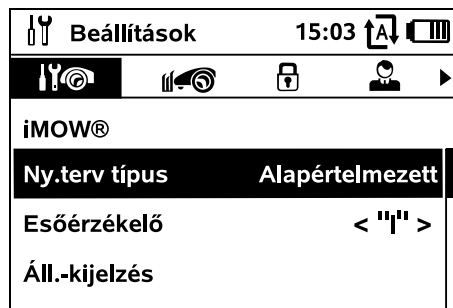 Beállítások 15:03 A
iMOW®
Ny.terv típus Alapértelmezett
Esőérzékelő < "|" >
Áll.-kijelzés